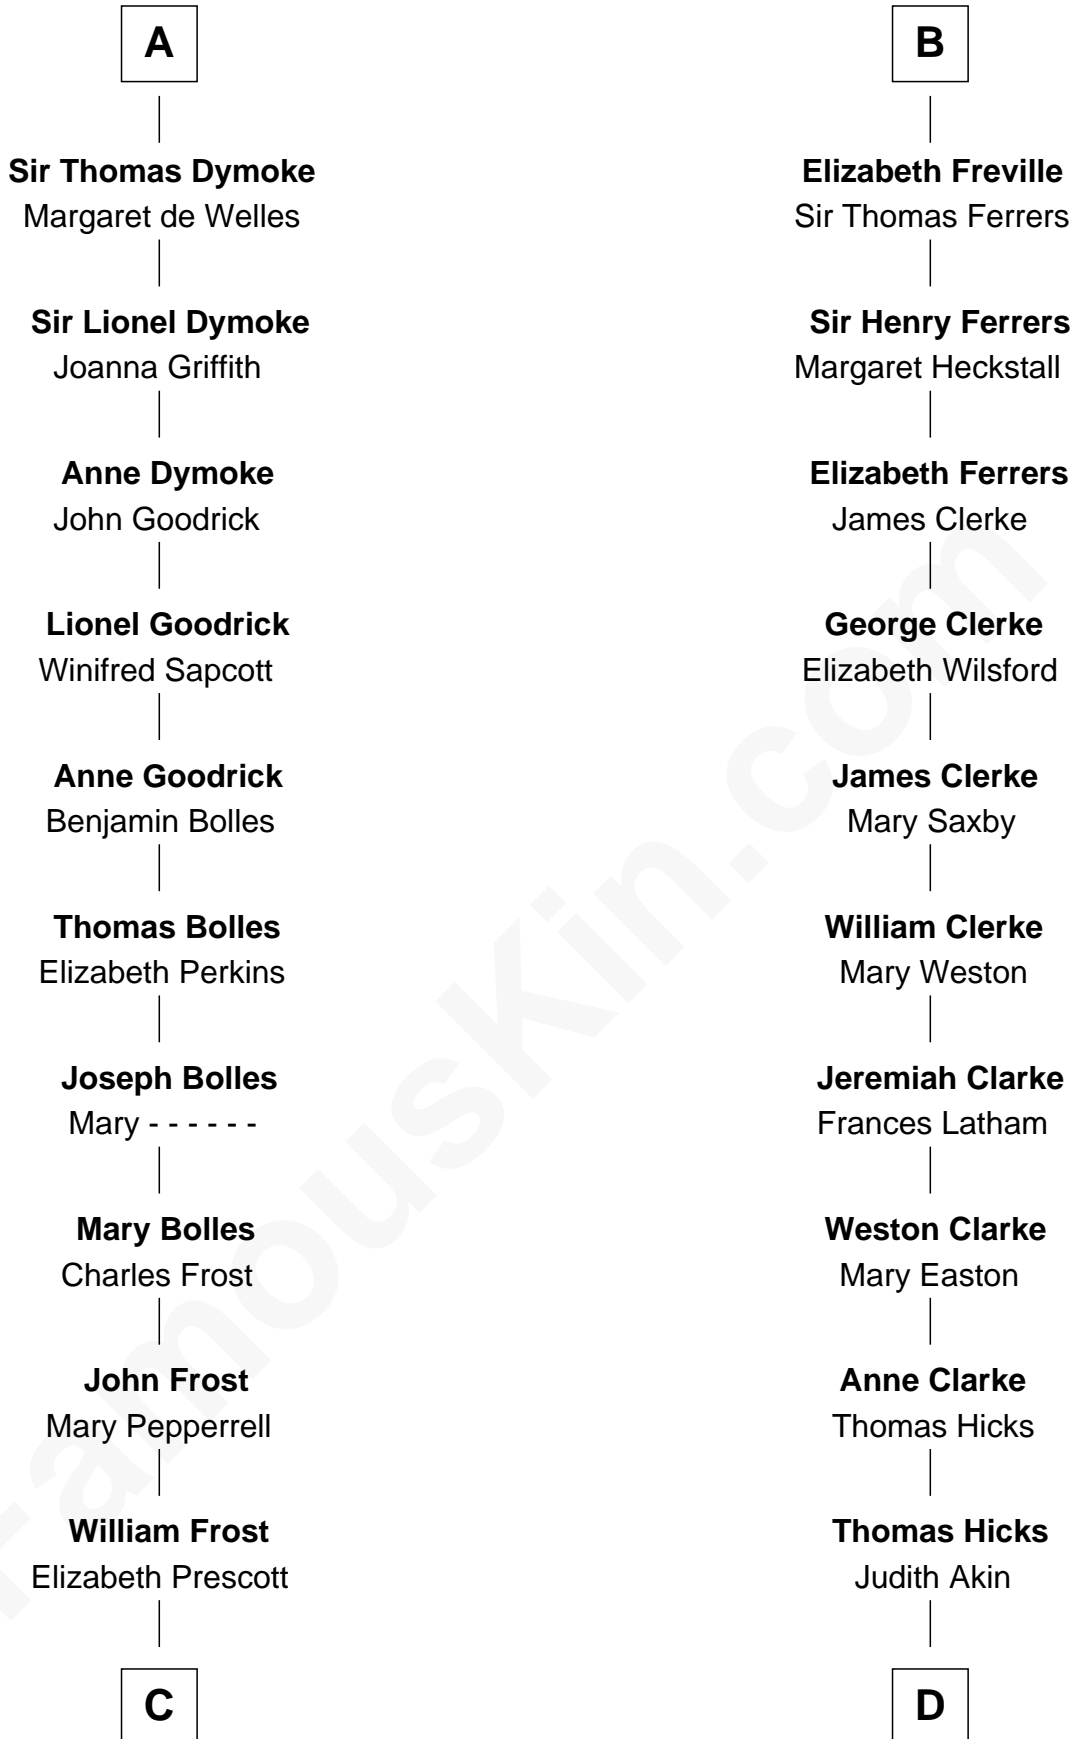 A
Sir Thomas Dymoke
Margaret de Welles
Sir Lionel Dymoke
Joanna Griffith
Anne Dymoke
John Goodrick
Lionel Goodrick
Winifred Sapcott
Anne Goodrick
Benjamin Bolles
Thomas Bolles
Elizabeth Perkins
Joseph Bolles
Mary - - - - - -
Mary Bolles
Charles Frost
John Frost
Mary Pepperrell
William Frost
Elizabeth Prescott
C
B
Elizabeth Freville
Sir Thomas Ferrers
Sir Henry Ferrers
Margaret Heckstall
Elizabeth Ferrers
James Clerke
George Clerke
Elizabeth Wilsford
James Clerke
Mary Saxby
William Clerke
Mary Weston
Jeremiah Clarke
Frances Latham
Weston Clarke
Mary Easton
Anne Clarke
Thomas Hicks
Thomas Hicks
Judith Akin
D
FamousKin.com